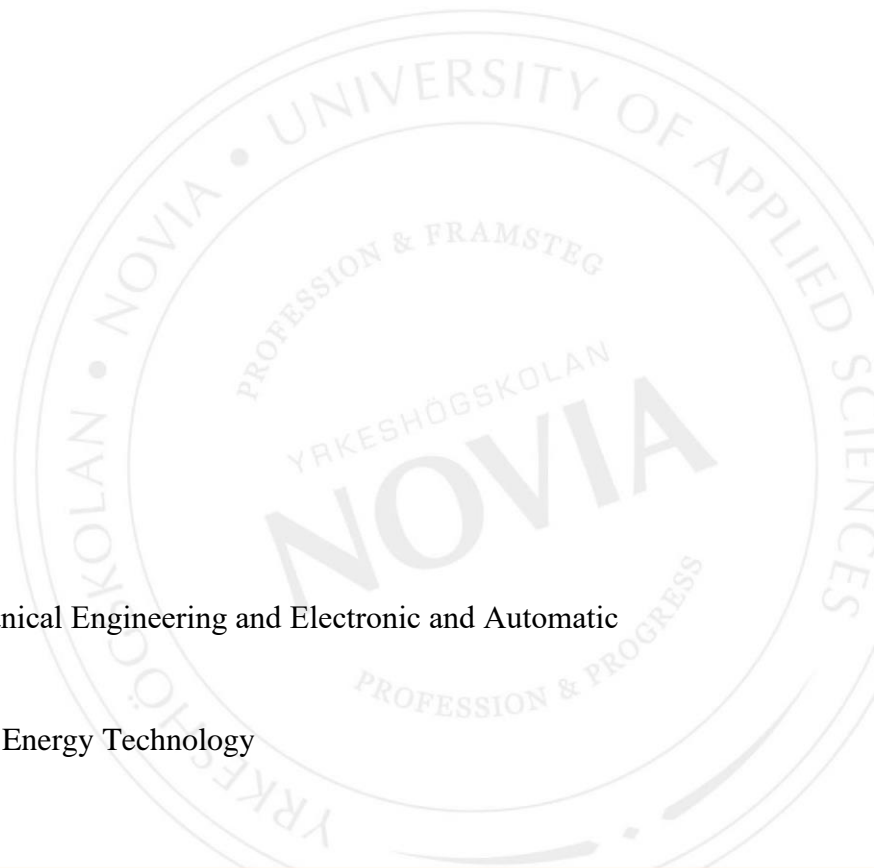 YRKESHÖGSKOLAN • NOVIA • UNIVERSITY OF APPLIED SCIENCES
PROFESSION & FRAMSTEG
YRKESHÖGSKOLAN
NOVIA
PROFESSION & PROGRESS
nical Engineering and Electronic and Automatic
Energy Technology